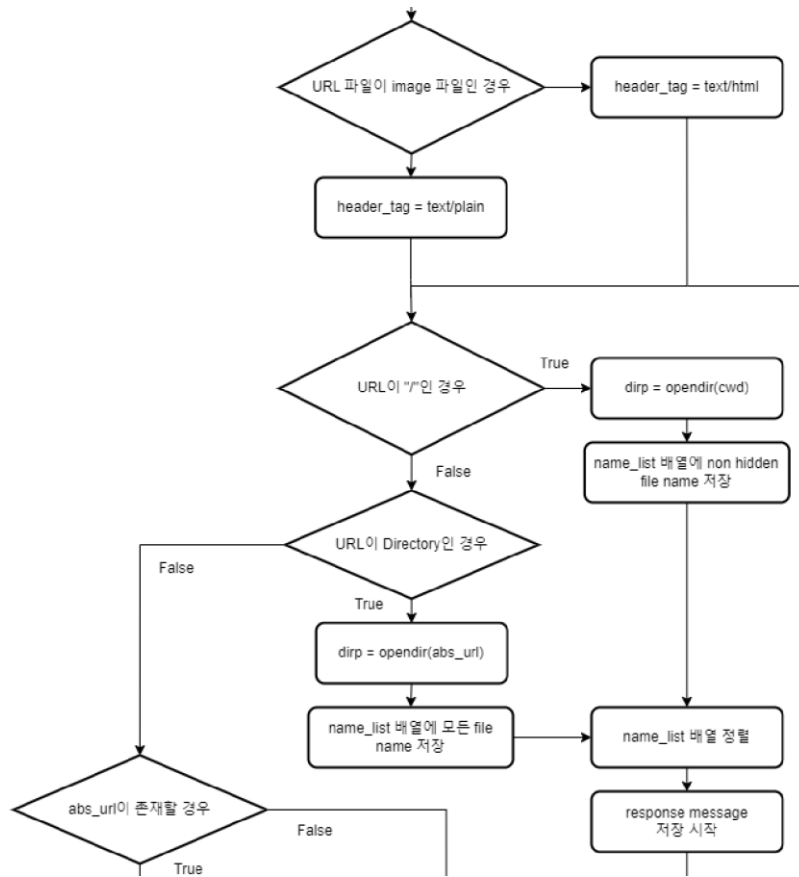 URL 파일이 image 파일인 경우
header_tag = text/html
header_tag = text/plain
URL이 "/"인 경우
True
dirp = opendir(cwd)
name_list 배열에 non hidden
file name 저장
False
URL이 Directory인 경우
False
True
dirp = opendir(abs_url)
name_list 배열에 모든 file
name 저장
name_list 배열 정렬
abs_url이 존재할 경우
False
True
response message
저장 시작